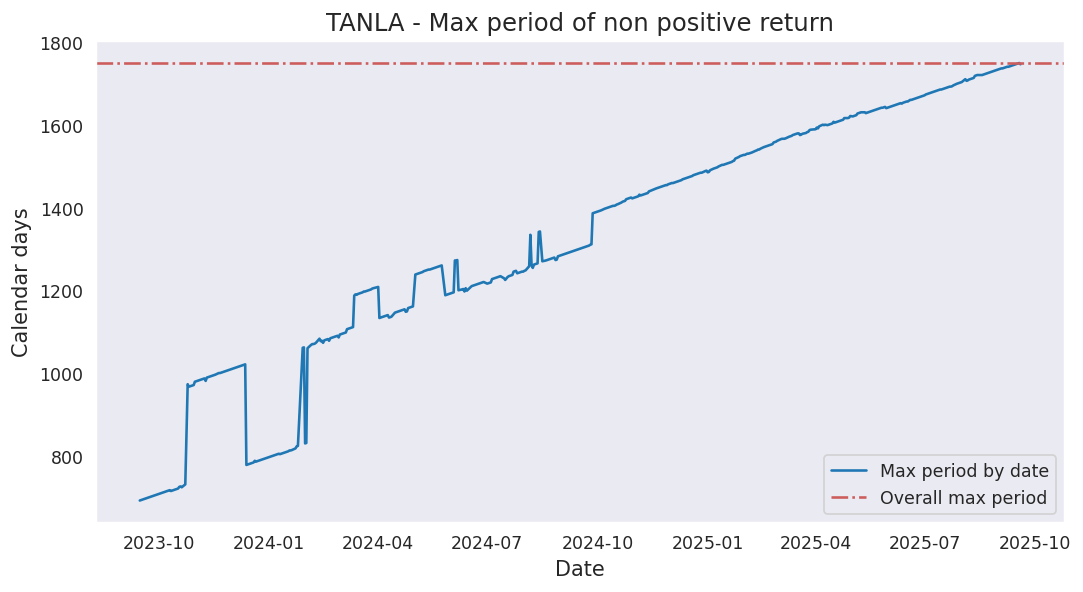 TANLA - Max period of non positive return
1800
1600
1400
1200
1000
800
Calendar days
Max period by date
Overall max period
2023-10 2024-01 2024-04 2024-07 2024-10 2025-01 2025-04 2025-07 2025-10
Date